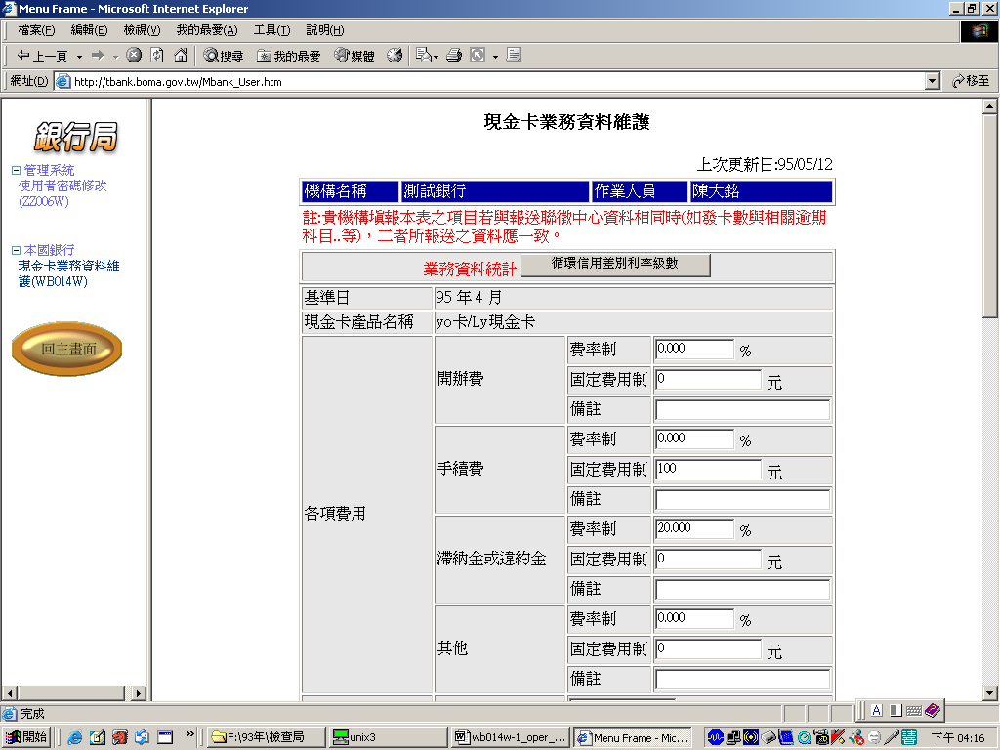 Menu Frame - Microsoft Internet Explorer
檔案(F) 編輯(E) 檢視(V) 我的最愛(A) 工具(T) 說明(H)
上一頁 搜尋 我的最愛 媒體
網址(D) http://tbank.boma.gov.tw/Mbank_User.htm 移至
銀行局
管理系統
使用者密碼修改
(ZZ006W)
本國銀行
現金卡業務資料維
護(WB014W)
回主畫面
現金卡業務資料維護
上次更新日:95/05/12
機構名稱 測試銀行 作業人員 陳大銘
註:貴機構填報本表之項目若與報送聯徵中心資料相同時(如發卡數與相關逾期
科目..等)，二者所報送之資料應一致。
業務資料統計 循環信用差別利率級數
基準日 95 年 4 月
現金卡產品名稱 yo卡/Ly現金卡
各項費用
開辦費
費率制 0.000 %
固定費用制 0 元
備註
手續費
費率制 0.000 %
固定費用制 100 元
備註
滯納金或違約金
費率制 20.000 %
固定費用制 0 元
備註
其他
費率制 0.000 %
固定費用制 0 元
備註
完成
A
開始 » F:\93年\檢查局 unix3 wb014w-1_oper_... Menu Frame - Mic... 下午 04:16